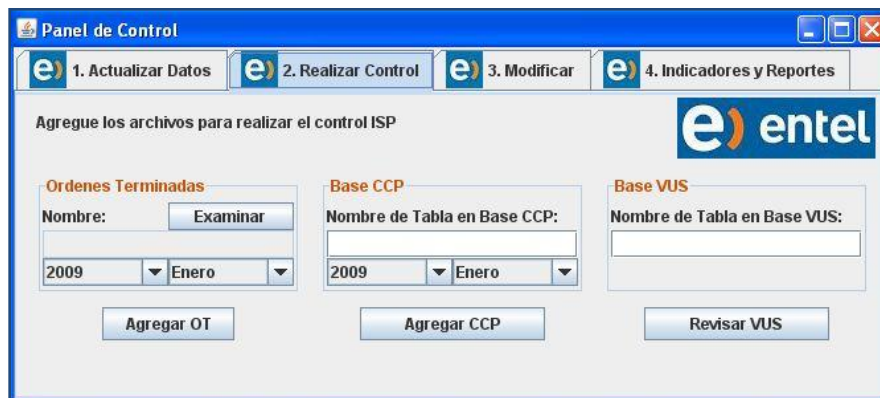 Panel de Control
e) 1. Actualizar Datos e) 2. Realizar Control e) 3. Modificar e) 4. Indicadores y Reportes
Agregue los archivos para realizar el control ISP
e) entel
Ordenes Terminadas Base CCP Base VUS
Nombre: Examinar Nombre de Tabla en Base CCP: Nombre de Tabla en Base VUS:
2009 Enero 2009 Enero
Agregar OT Agregar CCP Revisar VUS